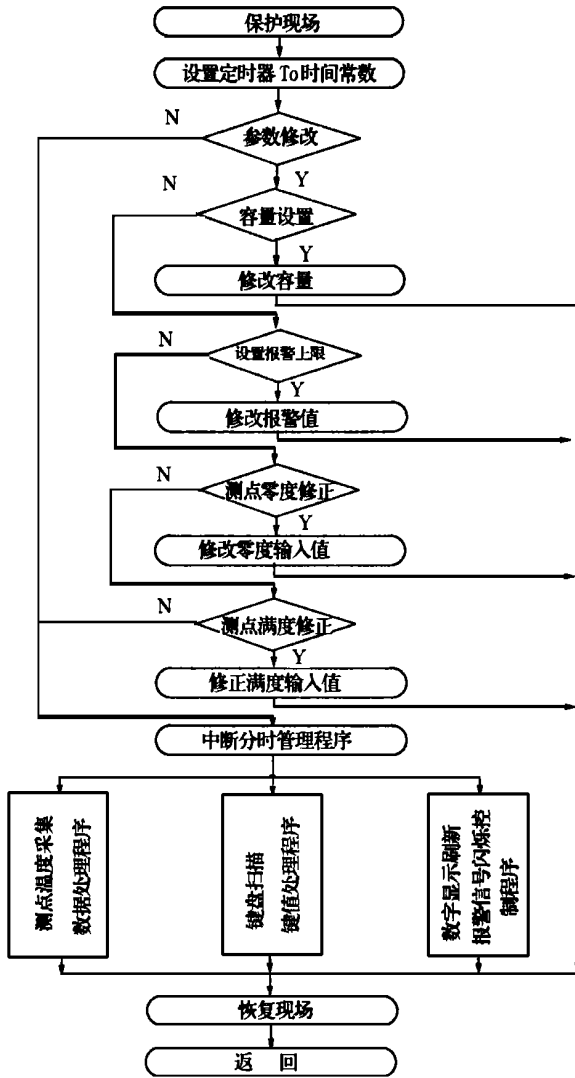 保护现场
设置定时器To时间常数
N
参数修改
Y
N
容量设置
Y
修改容量
N
设置报警上限
Y
修改报警值
N
测点零度修正
Y
修改零度输入值
N
测点满度修正
Y
修正满度输入值
中断分时管理程序
测点温度采集
数据处理程序
键盘扫描
键值处理程序
数字显示刷新
报警信号闪烁控
制程序
恢复现场
返 回